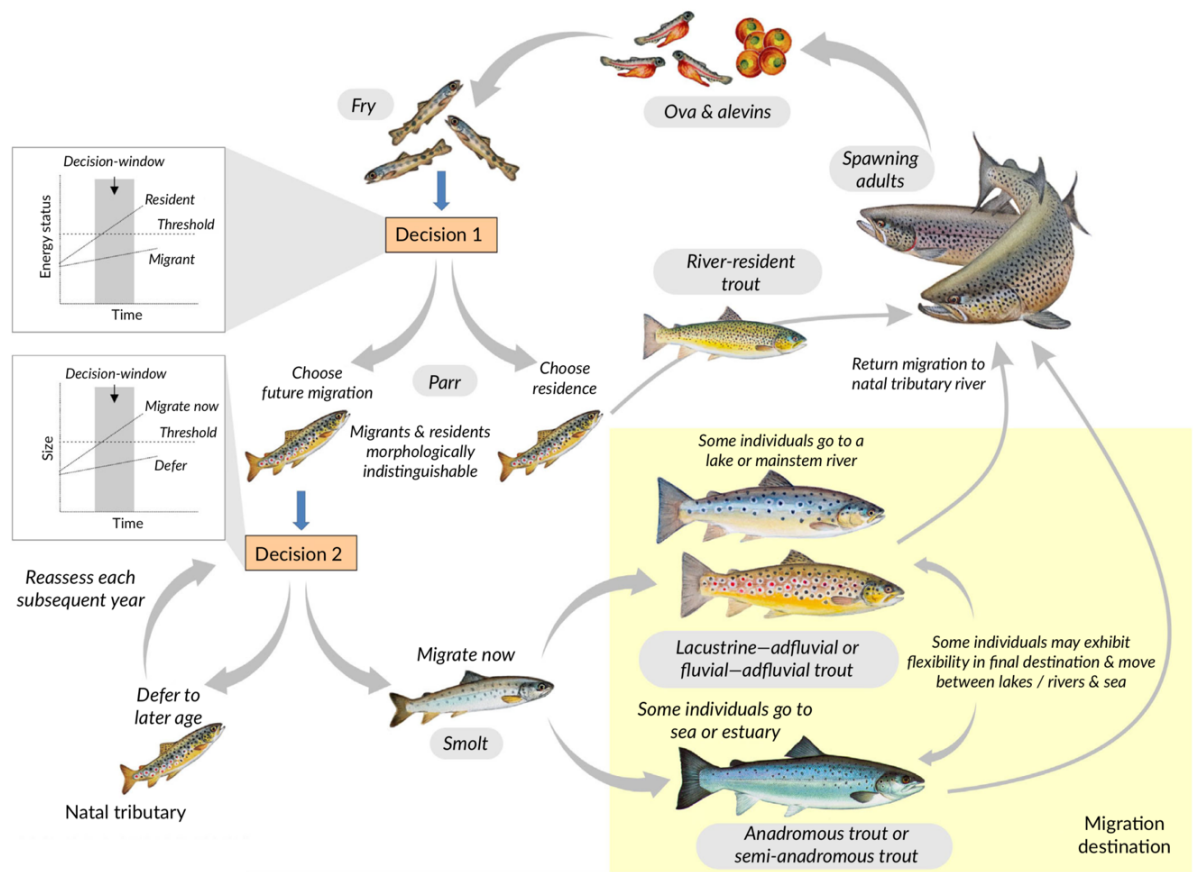 Fry
Ova & alevins
Spawning
adults
Decision-window
Resident
Threshold
Migrant
Energy status
Time
Decision 1
River-resident
trout
Return migration to
natal tributary river
Choose
future migration
Parr
Choose
residence
Migrants & residents
morphologically
indistinguishable
Decision-window
Migrate now
Threshold
Defer
Size
Time
Decision 2
Reassess each
subsequent year
Defer to
later age
Natal tributary
Migrate now
Smolt
Some individuals go to a
lake or mainstem river
Lacustrine—adfluvial or
fluvial—adfluvial trout
Some individuals may exhibit
flexibility in final destination & move
between lakes / rivers & sea
Some individuals go to
sea or estuary
Anadromous trout or
semi-anadromous trout
Migration
destination